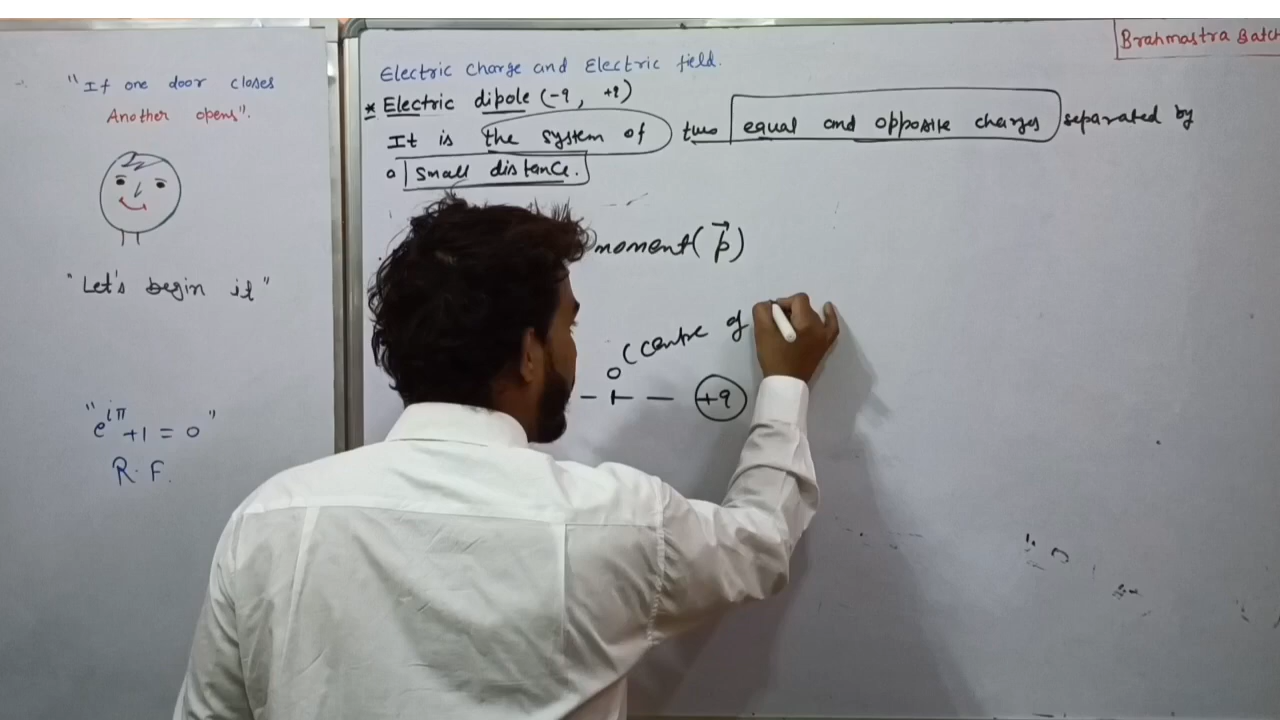 "If one door closes
Another opens".
"Let's begin it"
"e^iπ +1 = 0"
R. F.
Brahmastra Batch
Electric charge and Electric field.
* Electric dipole (-q, +q)
It is the system of two equal and opposite charges separated by
a small distance.
moment (p⃗)
(centre of
O
+q